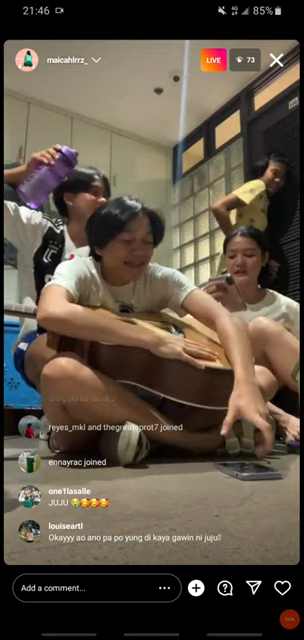 21:46
85%
maicahlrrz_
LIVE
73
reyes_mkl and thegreateprot7 joined
ennayrac joined
one1lasalle
JUJU 😭🥰🥰🥰
louiseartl
Okayyy ao ano pa po yung di kaya gawin ni juju!!
Add a comment...